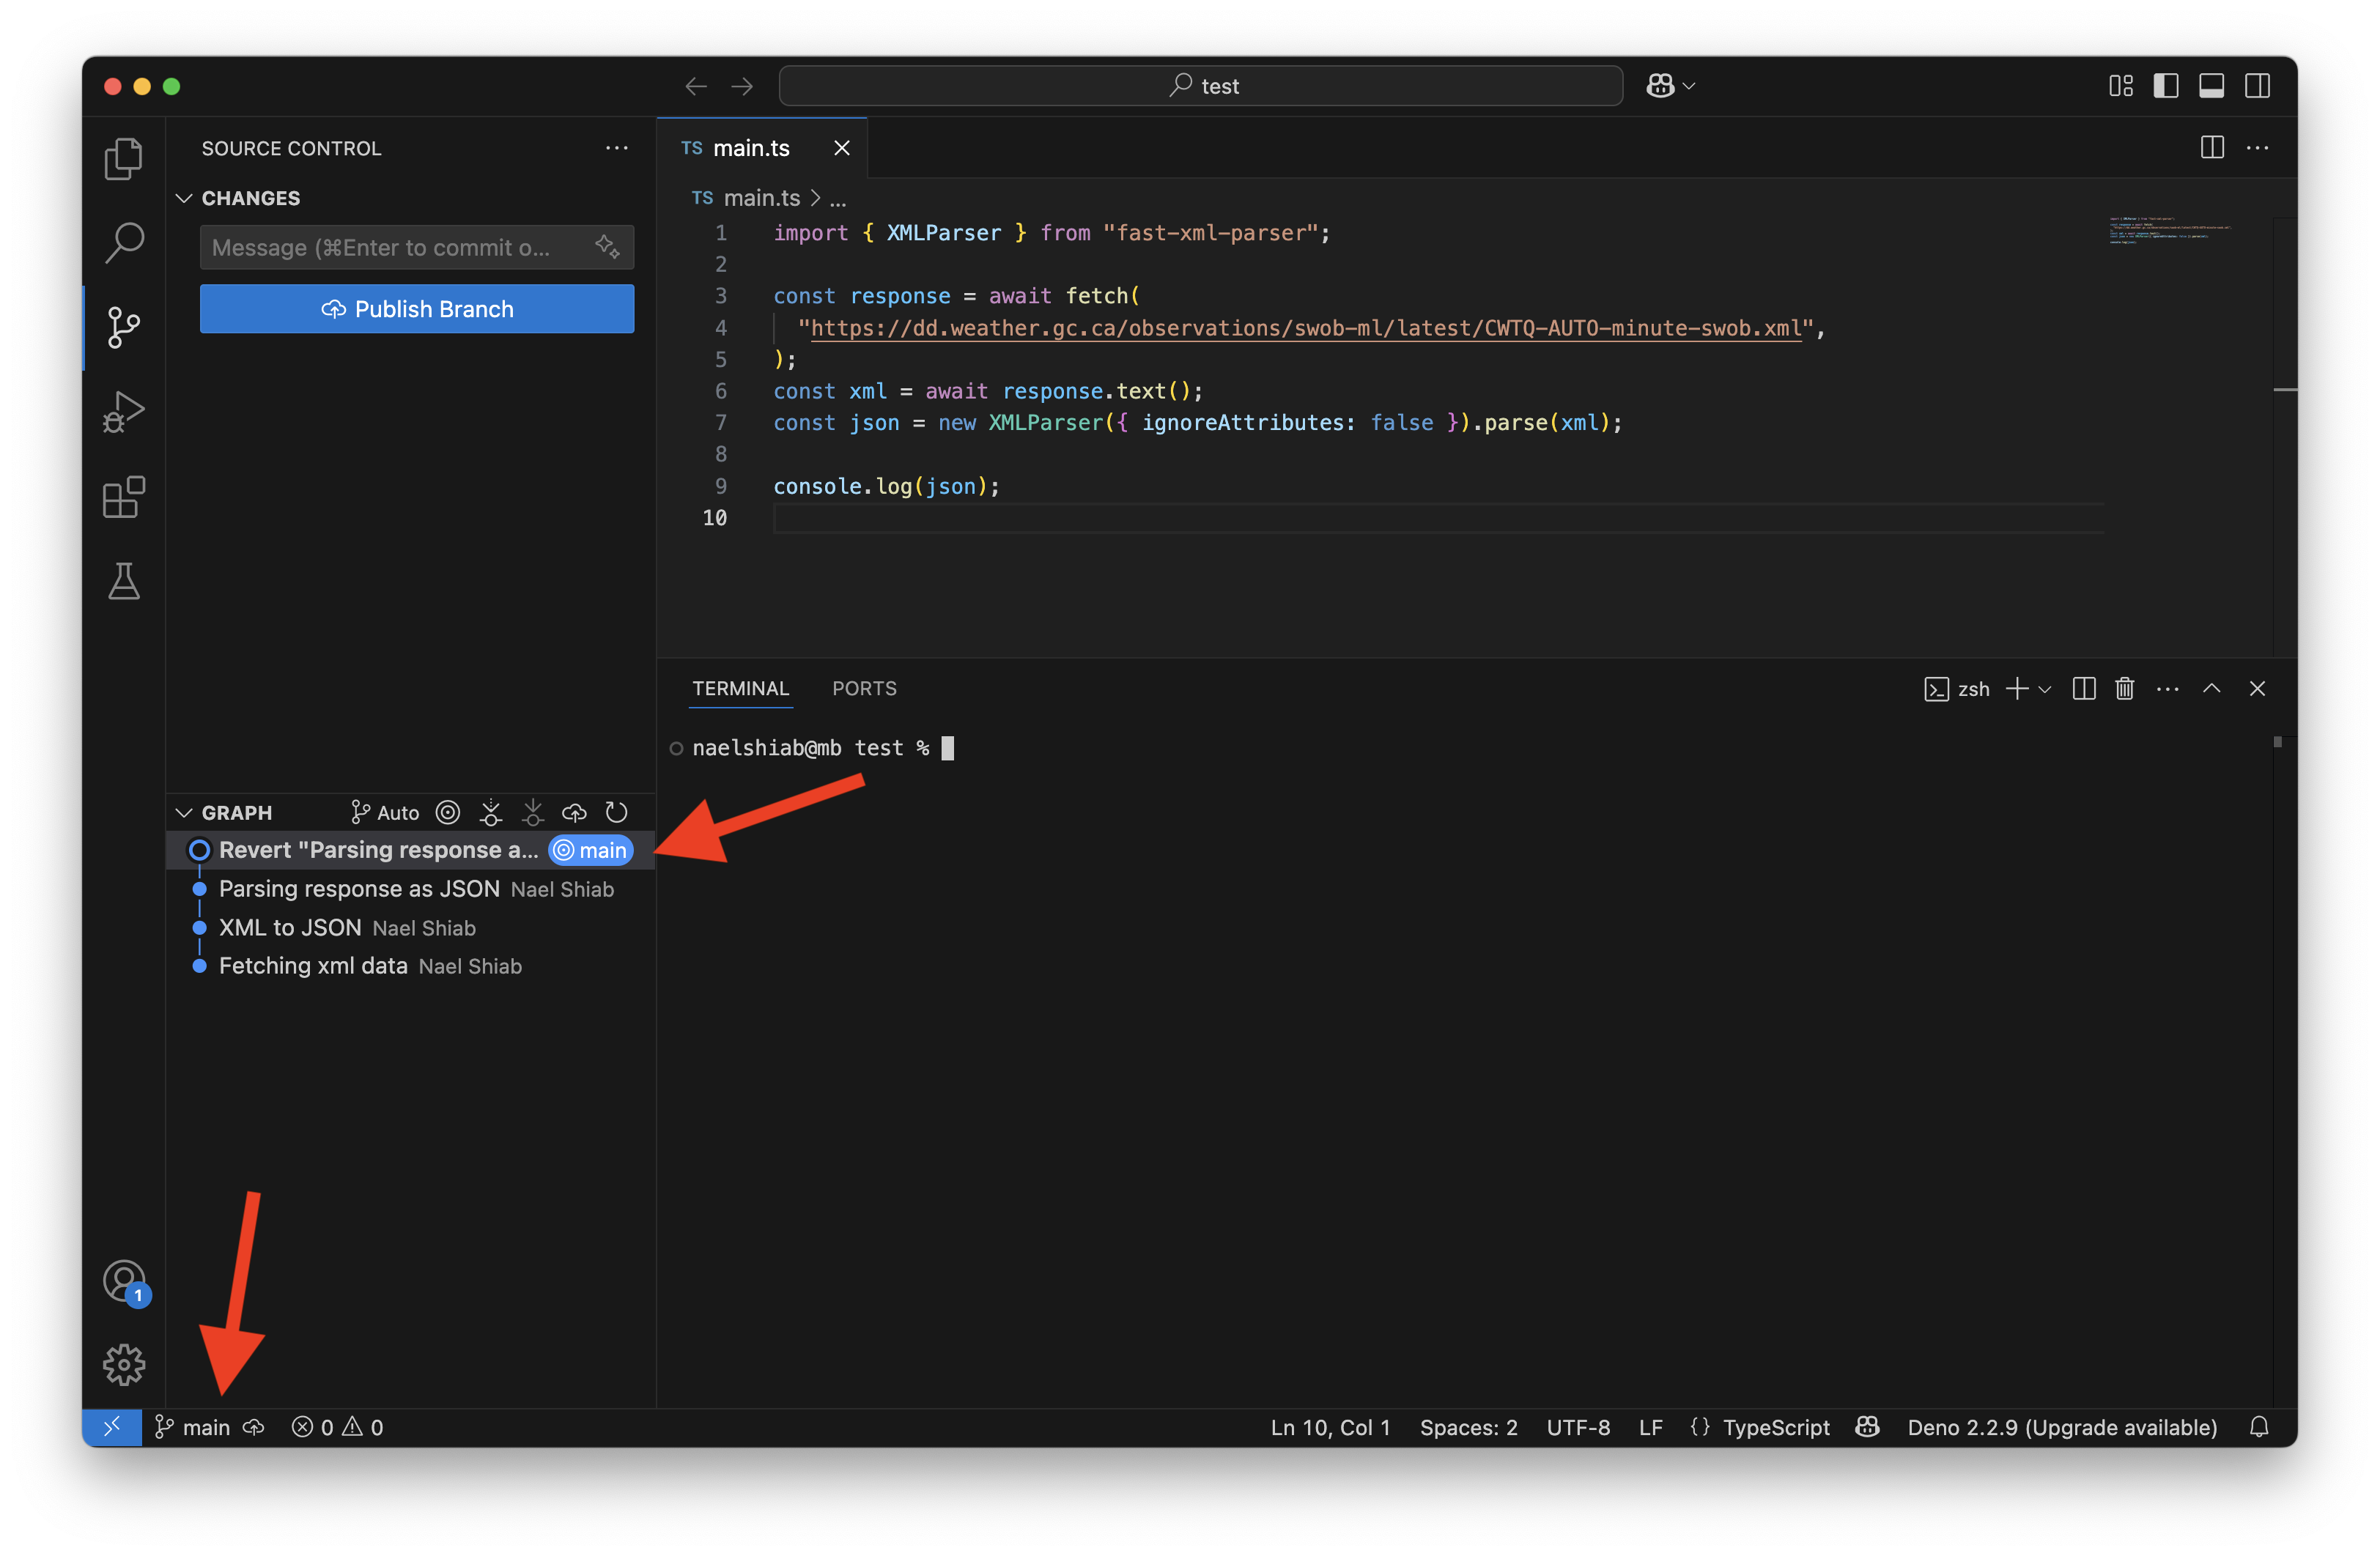 test
SOURCE CONTROL
CHANGES
Message (⌘Enter to commit o...
Publish Branch
TS main.ts
TS main.ts > ...
1 import { XMLParser } from "fast-xml-parser";
2
3 const response = await fetch(
4 "https://dd.weather.gc.ca/observations/swob-ml/latest/CWTQ-AUTO-minute-swob.xml",
5 );
6 const xml = await response.text();
7 const json = new XMLParser({ ignoreAttributes: false }).parse(xml);
8
9 console.log(json);
10
TERMINAL PORTS
zsh
naelshiab@mb test %
GRAPH Auto
Revert "Parsing response a... main
Parsing response as JSON Nael Shiab
XML to JSON Nael Shiab
Fetching xml data Nael Shiab
1
main 0 0
Ln 10, Col 1 Spaces: 2 UTF-8 LF {} TypeScript Deno 2.2.9 (Upgrade available)